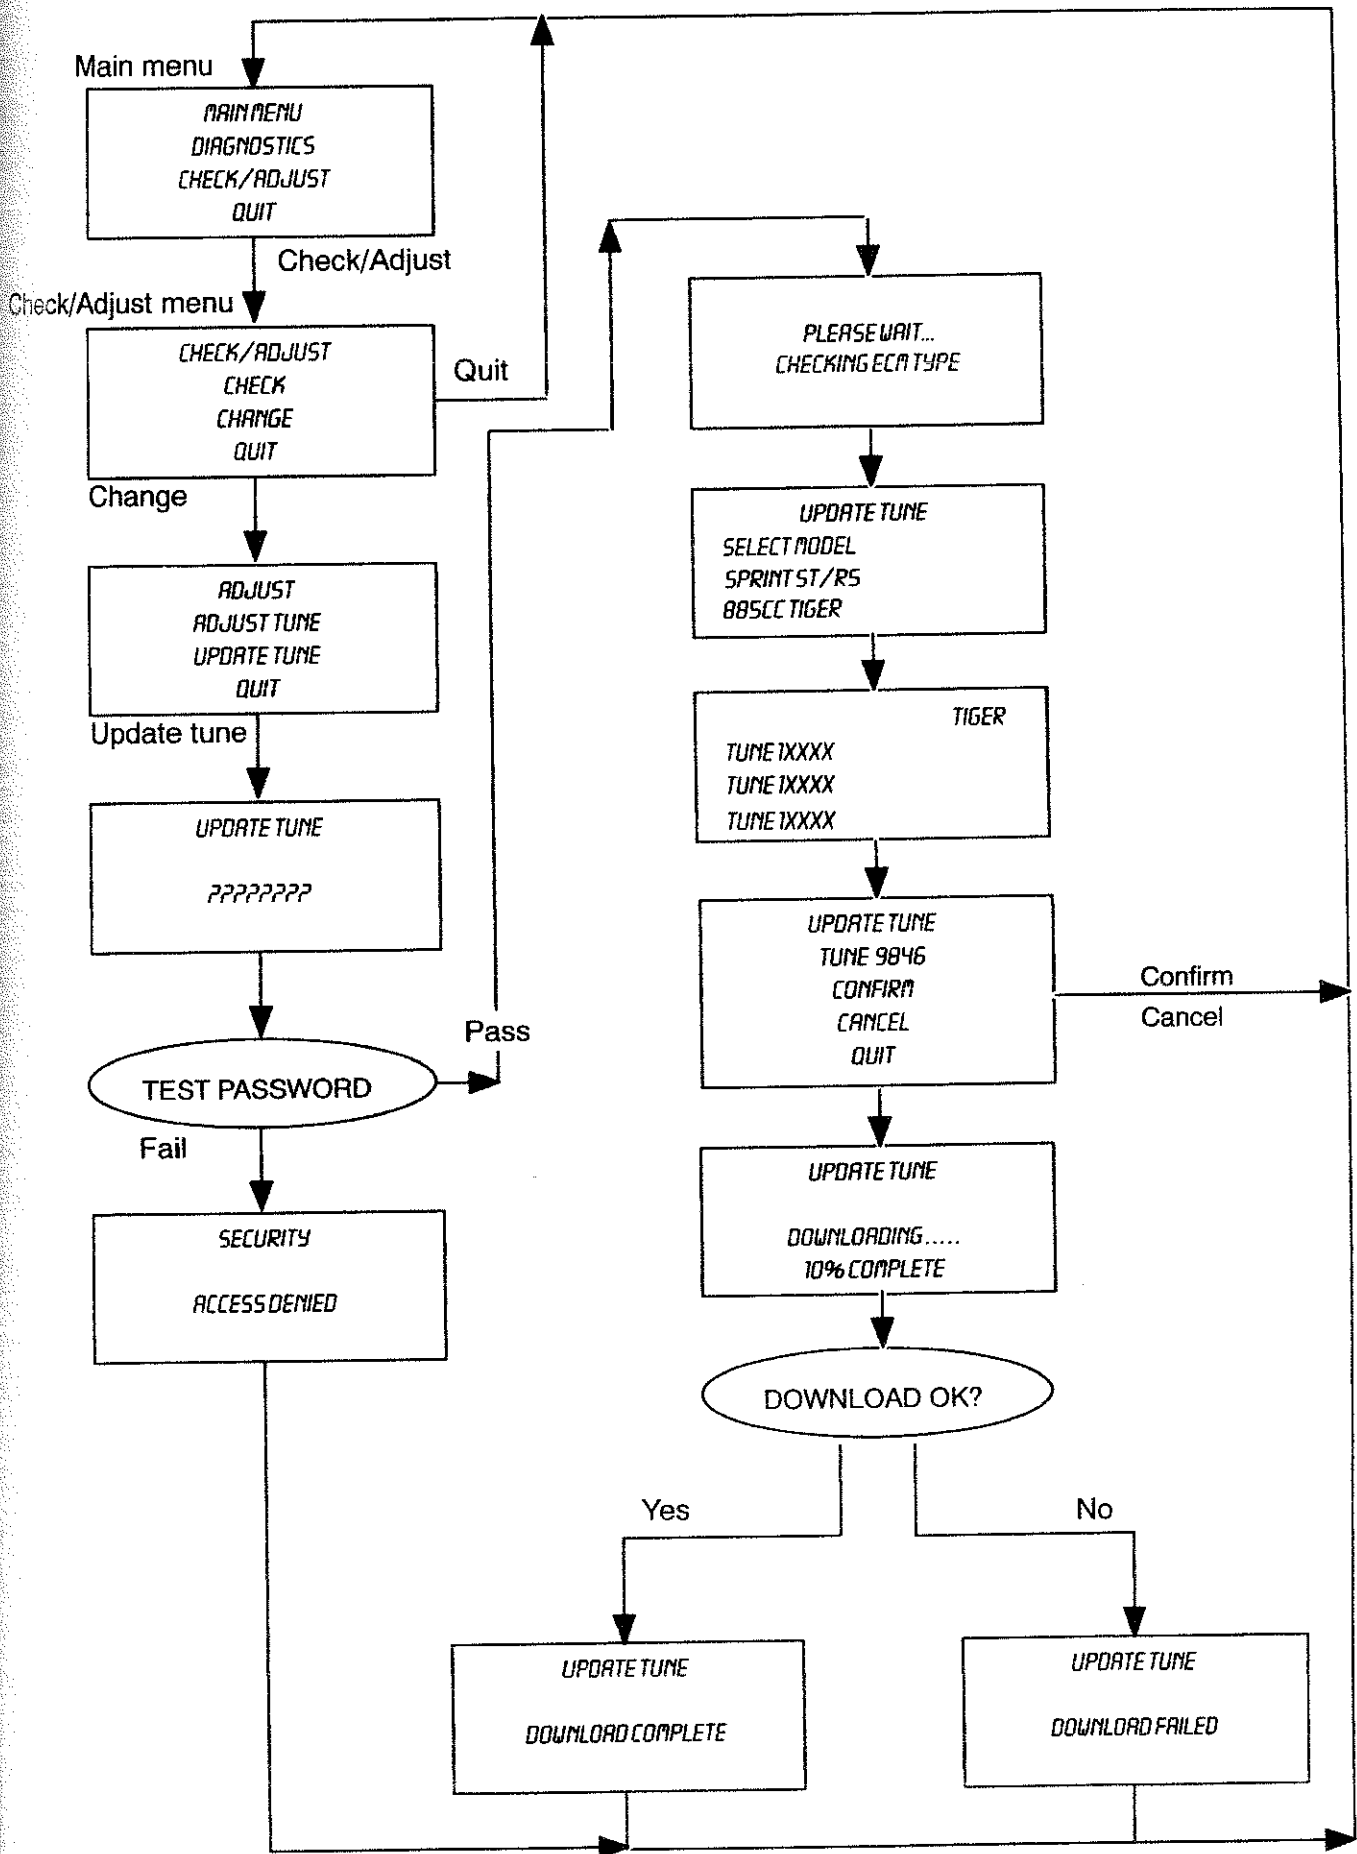 Main menu
MAIN MENU
DIAGNOSTICS
CHECK/ADJUST
QUIT
Check/Adjust
Check/Adjust menu
CHECK/ADJUST
CHECK
CHANGE
QUIT
Quit
Change
ADJUST
ADJUST TUNE
UPDATE TUNE
QUIT
Update tune
UPDATE TUNE
????????
TEST PASSWORD
Pass
Fail
SECURITY
ACCESS DENIED
PLEASE WAIT...
CHECKING ECM TYPE
UPDATE TUNE
SELECT MODEL
SPRINT ST/RS
885CC TIGER
TIGER
TUNE 1XXXX
TUNE 1XXXX
TUNE 1XXXX
UPDATE TUNE
TUNE 9846
CONFIRM
CANCEL
QUIT
Confirm
Cancel
UPDATE TUNE
DOWNLOADING.....
10% COMPLETE
DOWNLOAD OK?
Yes
No
UPDATE TUNE
DOWNLOAD COMPLETE
UPDATE TUNE
DOWNLOAD FAILED